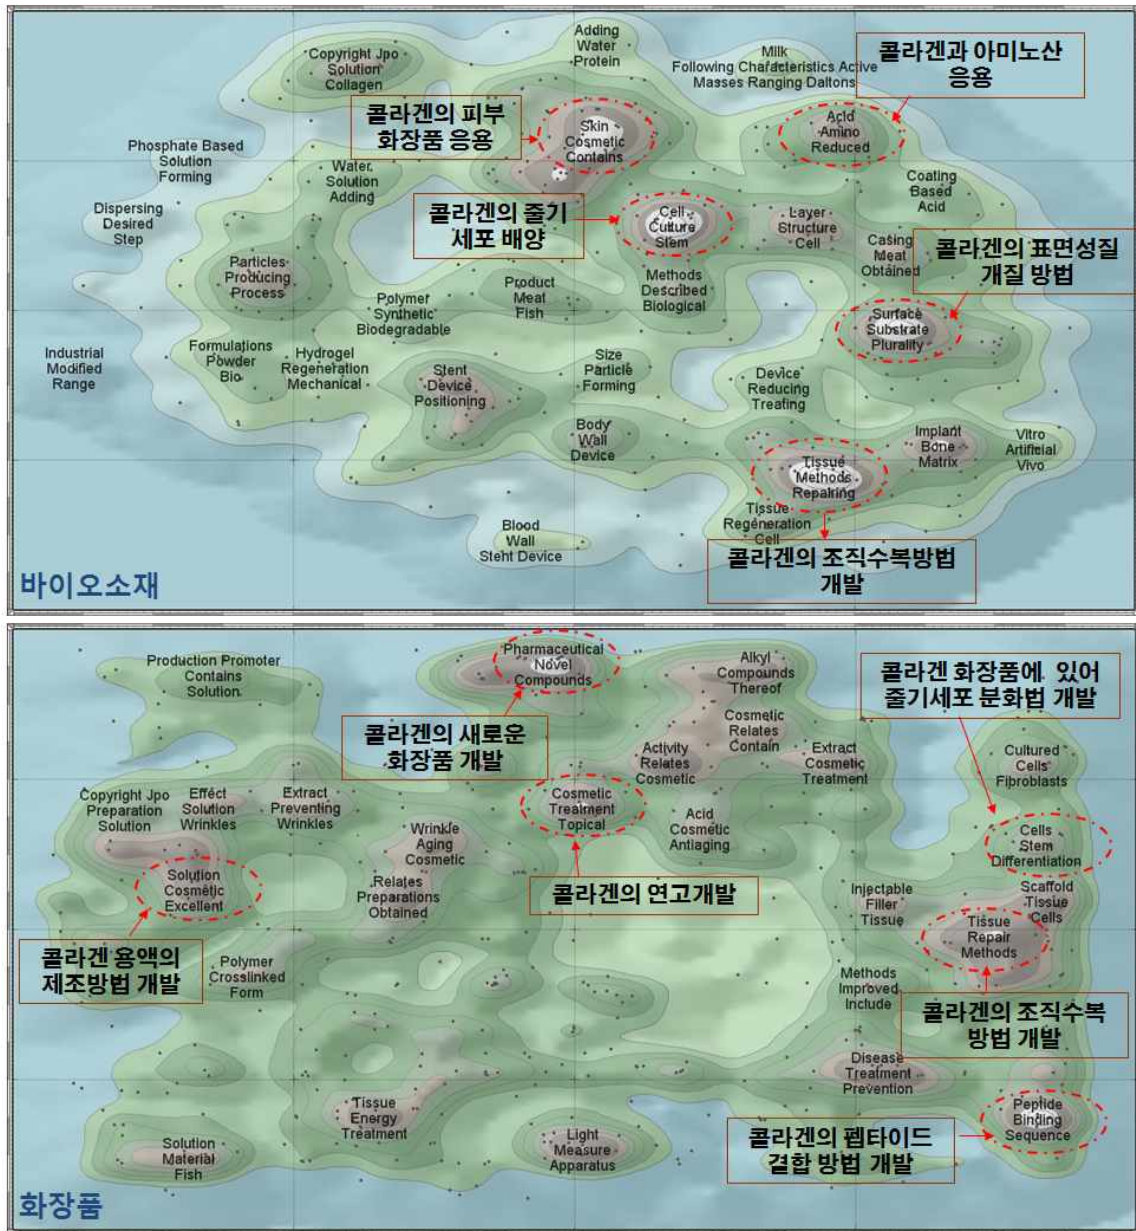 Copyright Jpo
Solution
Collagen
Adding
Water
Protein
Milk
Following Characteristics Active
Masses Ranging Daltons
콜라겐과 아미노산
응용
콜라겐의 피부
화장품 응용
Skin
Cosmetic
Contains
Acid
Amino
Reduced
Phosphate Based
Solution
Forming
Water.
Solution
Adding
Coating
Based
Acid
Dispersing
Desired
Step
콜라겐의 줄기
세포 배양
Cell
Culture
Stem
Layer
Structure
Cell
Casing
Meat
Obtained
콜라겐의 표면성질
개질 방법
Particles
Producing
Process
Product
Meat
Fish
Methods
Described
Biological
Polymer
Synthetic
Biodegradable
Surface
Substrate
Plurality
Industrial
Modified
Range
Formulations
Powder
Bio
Hydrogel
Regeneration
Mechanical
Stent
Device
Positioning
Size
Particle
Forming
Device
Reducing
Treating
Body
Wall
Device
Implant
Bone
Matrix
Vitro
Artificial
Vivo
Tissue
Methods
Repairing
Tissue
Regeneration
Cell
Blood
Wall
Stent Device
콜라겐의 조직수복방법
개발
바이오소재
Production Promoter
Contains
Solution
Pharmaceutical
Novel
Compounds
Alkyl
Compounds
Thereof
콜라겐 화장품에 있어
줄기세포 분화법 개발
콜라겐의 새로운
화장품 개발
Cosmetic
Relates
Contain
Activity
Relates
Cosmetic
Extract
Cosmetic
Treatment
Cultured
Cells
Fibroblasts
Copyright Jpo
Preparation
Solution
Effect
Solution
Wrinkles
Extract
Preventing
Wrinkles
Cosmetic
Treatment
Topical
Acid
Cosmetic
Antiaging
Wrinkle
Aging
Cosmetic
Cells
Stem
Differentiation
Solution
Cosmetic
Excellent
Relates
Preparations
Obtained
콜라겐의 연고개발
Injectable
Filler
Tissue
Scaffold
Tissue
Cells
Tissue
Repair
Methods
콜라겐 용액의
제조방법 개발
Polymer
Crosslinked
Form
Methods
Improved
Include
콜라겐의 조직수복
방법 개발
Disease
Treatment
Prevention
Tissue
Energy
Treatment
Peptide
Binding
Sequence
Solution
Material
Fish
Light
Measure
Apparatus
콜라겐의 펩타이드
결합 방법 개발
화장품